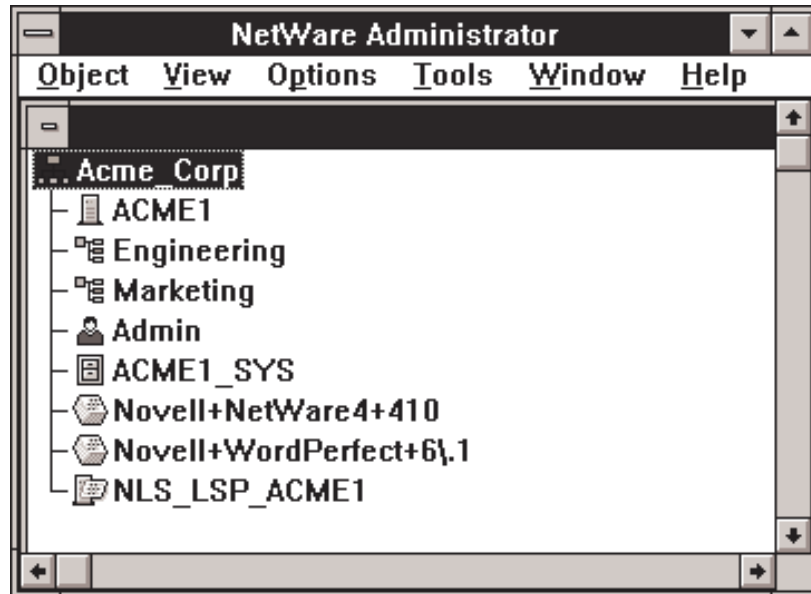 NetWare Administrator
Object View Options Tools Window Help
Acme_Corp
ACME1
Engineering
Marketing
Admin
ACME1_SYS
Novell+NetWare4+410
Novell+WordPerfect+6\.1
NLS_LSP_ACME1